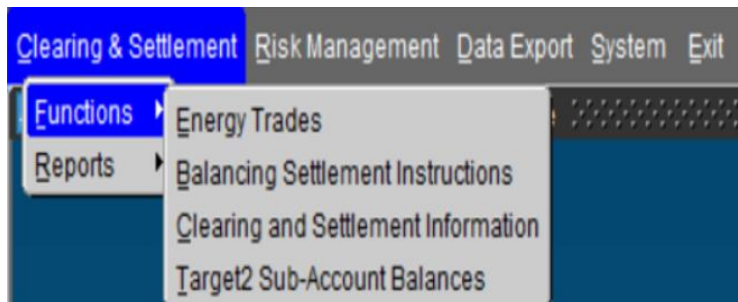 Clearing & Settlement Risk Management Data Export System Exit
Functions
Reports
Energy Trades
Balancing Settlement Instructions
Clearing and Settlement Information
Target2 Sub-Account Balances